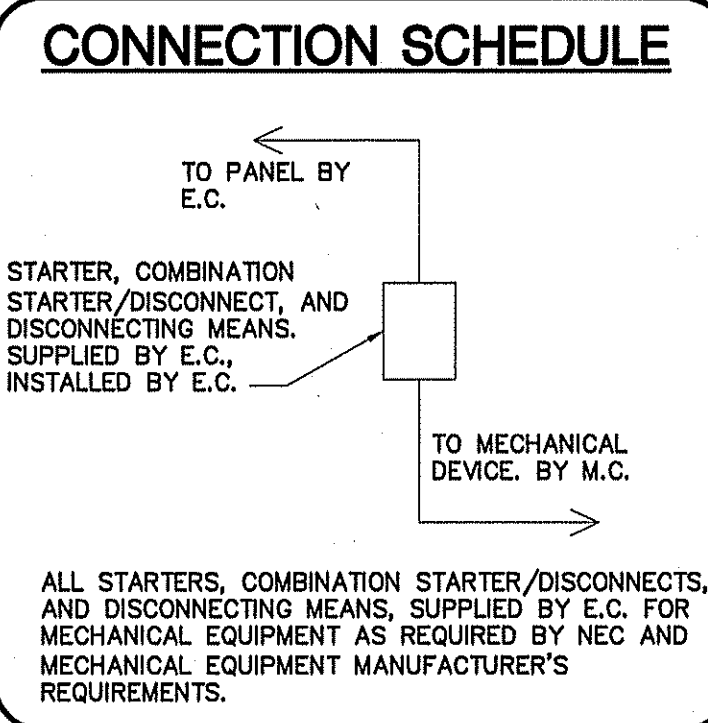 CONNECTION SCHEDULE
TO PANEL BY
E.C.
STARTER, COMBINATION
STARTER/DISCONNECT, AND
DISCONNECTING MEANS.
SUPPLIED BY E.C.,
INSTALLED BY E.C.
TO MECHANICAL
DEVICE. BY M.C.
ALL STARTERS, COMBINATION STARTER/DISCONNECTS,
AND DISCONNECTING MEANS, SUPPLIED BY E.C. FOR
MECHANICAL EQUIPMENT AS REQUIRED BY NEC AND
MECHANICAL EQUIPMENT MANUFACTURER'S
REQUIREMENTS.